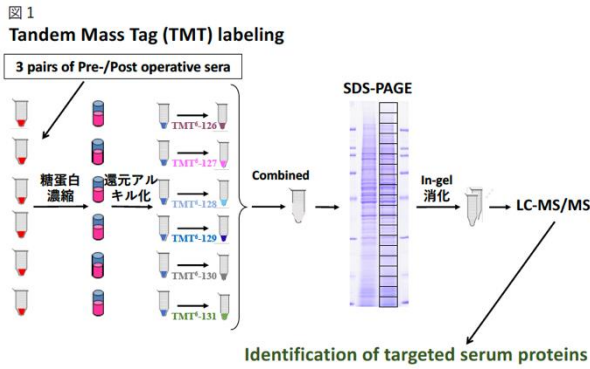 図1
Tandem Mass Tag (TMT) labeling
3 pairs of Pre-/Post operative sera
糖蛋白
濃縮
還元アル
キル化
TMT⁶-126
TMT⁶-127
TMT⁶-128
TMT⁶-129
TMT⁶-130
TMT⁶-131
Combined
SDS-PAGE
In-gel
消化
LC-MS/MS
Identification of targeted serum proteins